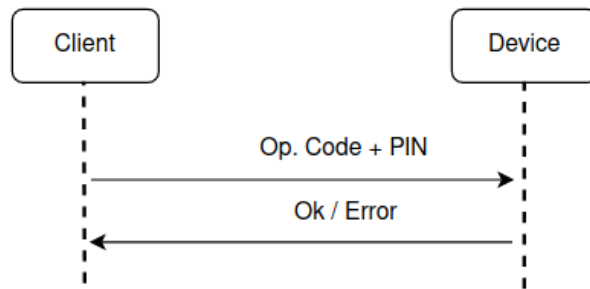 Client
Device
Op. Code + PIN
Ok / Error